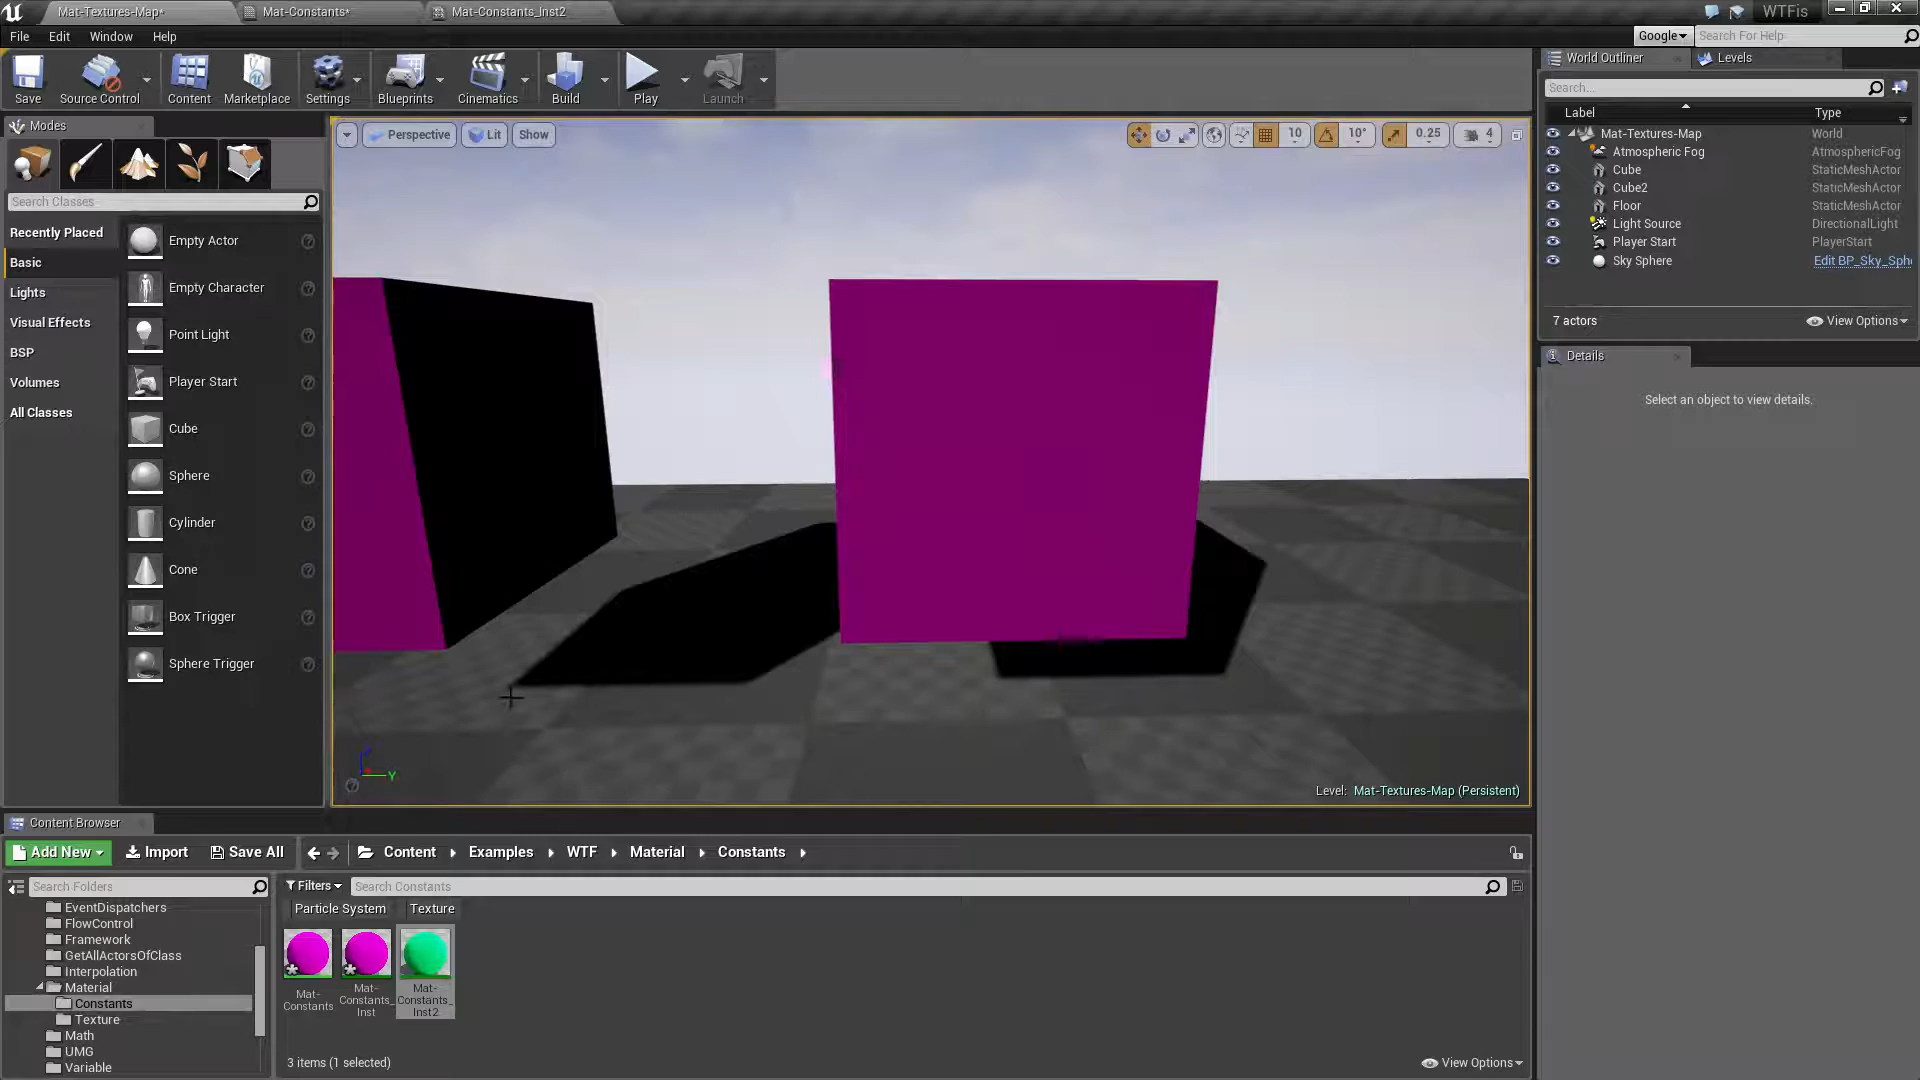 Mat-Textures-Map*
Mat-Constants*
Mat-Constants_Inst2
WTFis
File Edit Window Help
Google
Search For Help
Save
Source Control
Content
Marketplace
Settings
Blueprints
Cinematics
Build
Play
Launch
World Outliner
Levels
Search...
Label Type
Mat-Textures-Map World
Atmospheric Fog AtmosphericFog
Cube StaticMeshActor
Cube2 StaticMeshActor
Floor StaticMeshActor
Light Source DirectionalLight
Player Start PlayerStart
Sky Sphere Edit BP_Sky_Sph
7 actors
View Options
Details
Select an object to view details.
Modes
Search Classes
Recently Placed
Basic
Lights
Visual Effects
BSP
Volumes
All Classes
Empty Actor
Empty Character
Point Light
Player Start
Cube
Sphere
Cylinder
Cone
Box Trigger
Sphere Trigger
Perspective
Lit
Show
10
10°
0.25
4
Y
Level: Mat-Textures-Map (Persistent)
Content Browser
Add New
Import
Save All
Content Examples WTF Material Constants
Search Folders
EventDispatchers
FlowControl
Framework
GetAllActorsOfClass
Interpolation
Material
Constants
Texture
Math
UMG
Variable
Filters
Search Constants
Particle System
Texture
Mat-
Constants
Mat-
Constants_
Inst
Mat-
Constants_
Inst2
3 items (1 selected)
View Options